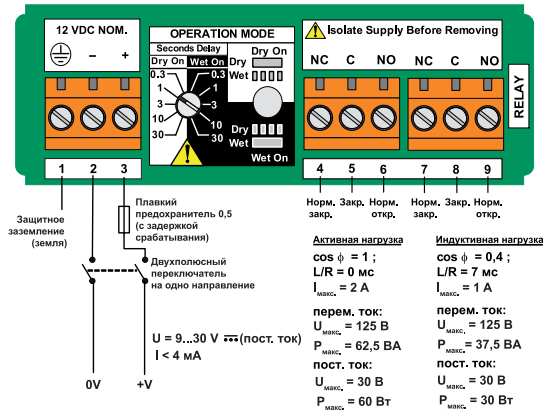 12 VDC NOM.
– +
OPERATION MODE
Seconds Delay
Dry On Wet On
0.3 0.3
1 1
3 3
10 10
30 30
Dry On
Dry
Wet
Dry
Wet
Wet On
Isolate Supply Before Removing
NC C NO NC C NO
RELAY
1 2 3 4 5 6 7 8 9
Защитное
заземление
(земля)
Плавкий
предохранитель 0,5
(с задержкой
срабатывания)
Двухполюсный
переключатель
на одно направление
U = 9...30 V (пост. ток)
I < 4 мА
0V +V
Норм. закр.
Закр.
Норм. откр.
Норм. закр.
Закр.
Норм. откр.
Активная нагрузка
cos ϕ = 1 ;
L/R = 0 мс
Iмакс. = 2 А
перем. ток:
Uмакс. = 125 В
Pмакс. = 62,5 ВА
пост. ток:
Uмакс. = 30 В
Pмакс. = 60 Вт
Индуктивная нагрузка
cos ϕ = 0,4 ;
L/R = 7 мс
Iмакс. = 1 А
перем. ток:
Uмакс. = 125 В
Pмакс. = 37,5 ВА
пост. ток:
Uмакс. = 30 В
Pмакс. = 30 Вт